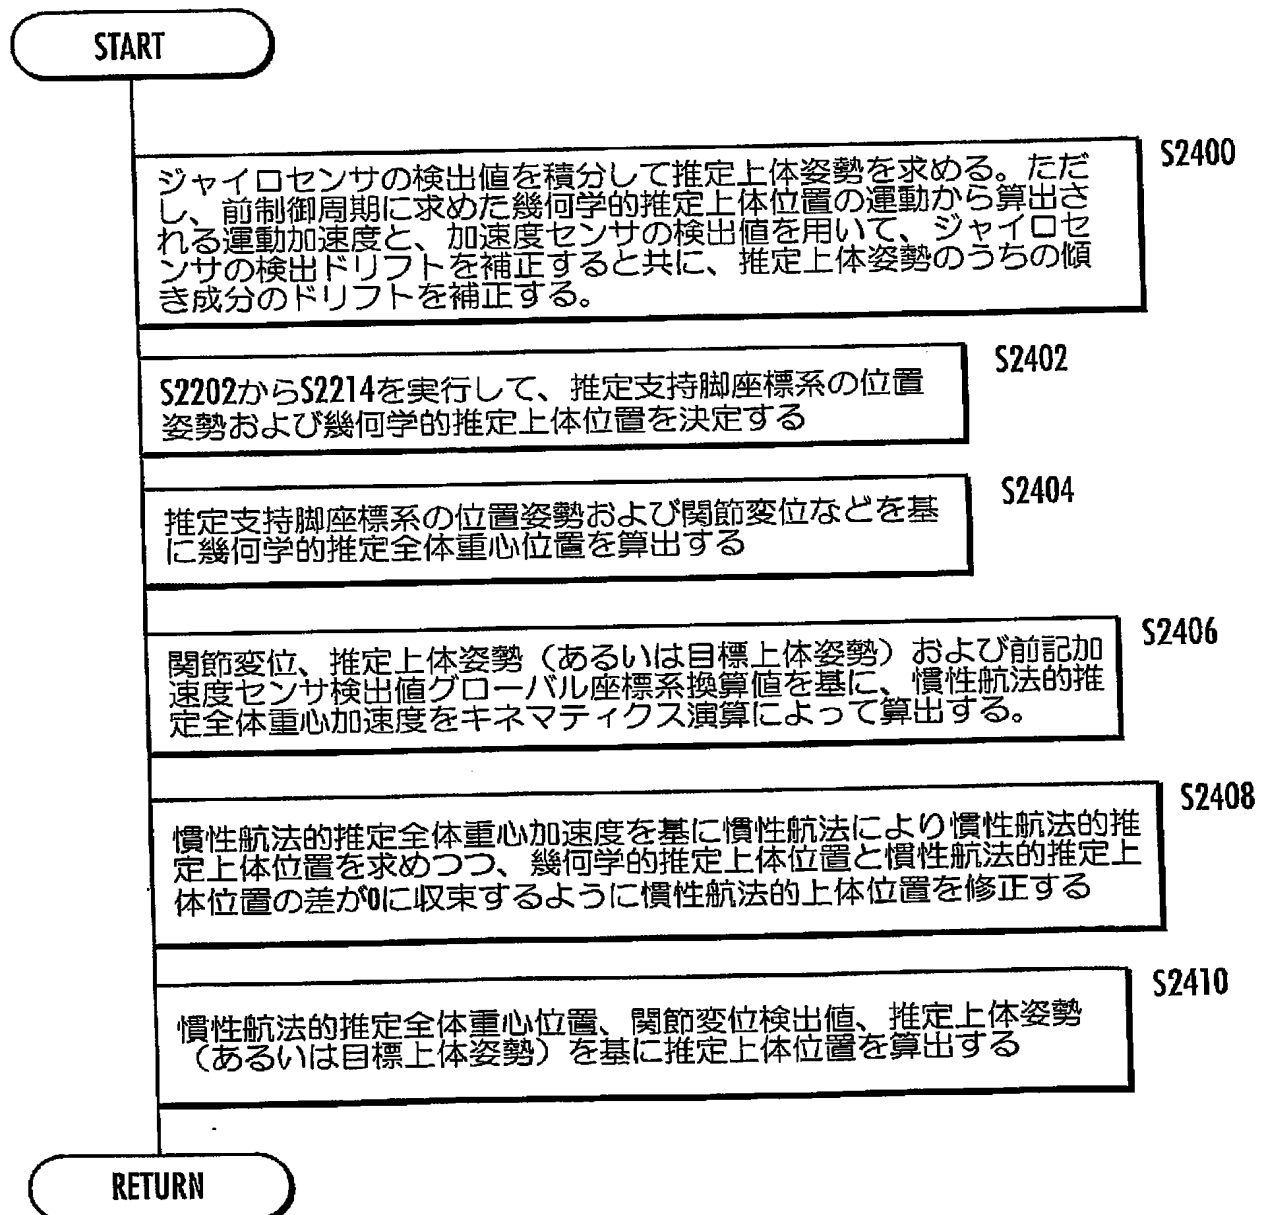 START
S2400
ジャイロセンサの検出値を積分して推定上体姿勢を求める。ただ
し、前制御周期に求めた幾何学的推定上体位置の運動から算出さ
れる運動加速度と、加速度センサの検出値を用いて、ジャイロセ
ンサの検出ドリフトを補正すると共に、推定上体姿勢のうちの傾
き成分のドリフトを補正する。
S2402
S2202からS2214を実行して、推定支持脚座標系の位置
姿勢および幾何学的推定上体位置を決定する
S2404
推定支持脚座標系の位置姿勢および関節変位などを基
に幾何学的推定全体重心位置を算出する
S2406
関節変位、推定上体姿勢（あるいは目標上体姿勢）および前記加
速度センサ検出値グローバル座標系換算値を基に、慣性航法的推
定全体重心加速度をキネマティクス演算によって算出する。
S2408
慣性航法的推定全体重心加速度を基に慣性航法により慣性航法的推
定上体位置を求めつつ、幾何学的推定上体位置と慣性航法的推定上
体位置の差が0に収束するように慣性航法的上体位置を修正する
S2410
慣性航法的推定全体重心位置、関節変位検出値、推定上体姿勢
（あるいは目標上体姿勢）を基に推定上体位置を算出する
RETURN